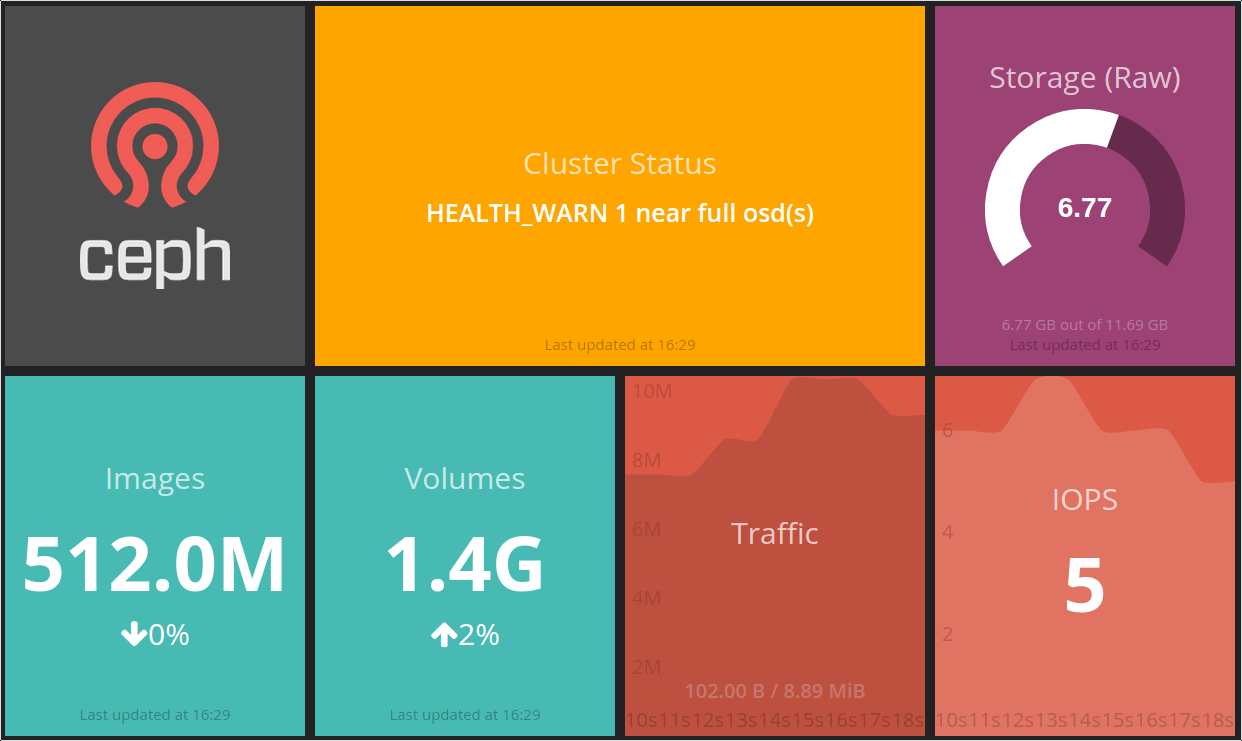 ceph
Cluster Status
HEALTH_WARN 1 near full osd(s)
Last updated at 16:29
Storage (Raw)
6.77
6.77 GB out of 11.69 GB
Last updated at 16:29
Images
512.0M
0%
Last updated at 16:29
Volumes
1.4G
2%
Last updated at 16:29
10M
8M
6M
Traffic
4M
2M
102.00 B / 8.89 MiB
10s11s12s13s14s15s16s17s18s
6
IOPS
4
5
2
10s11s12s13s14s15s16s17s18s